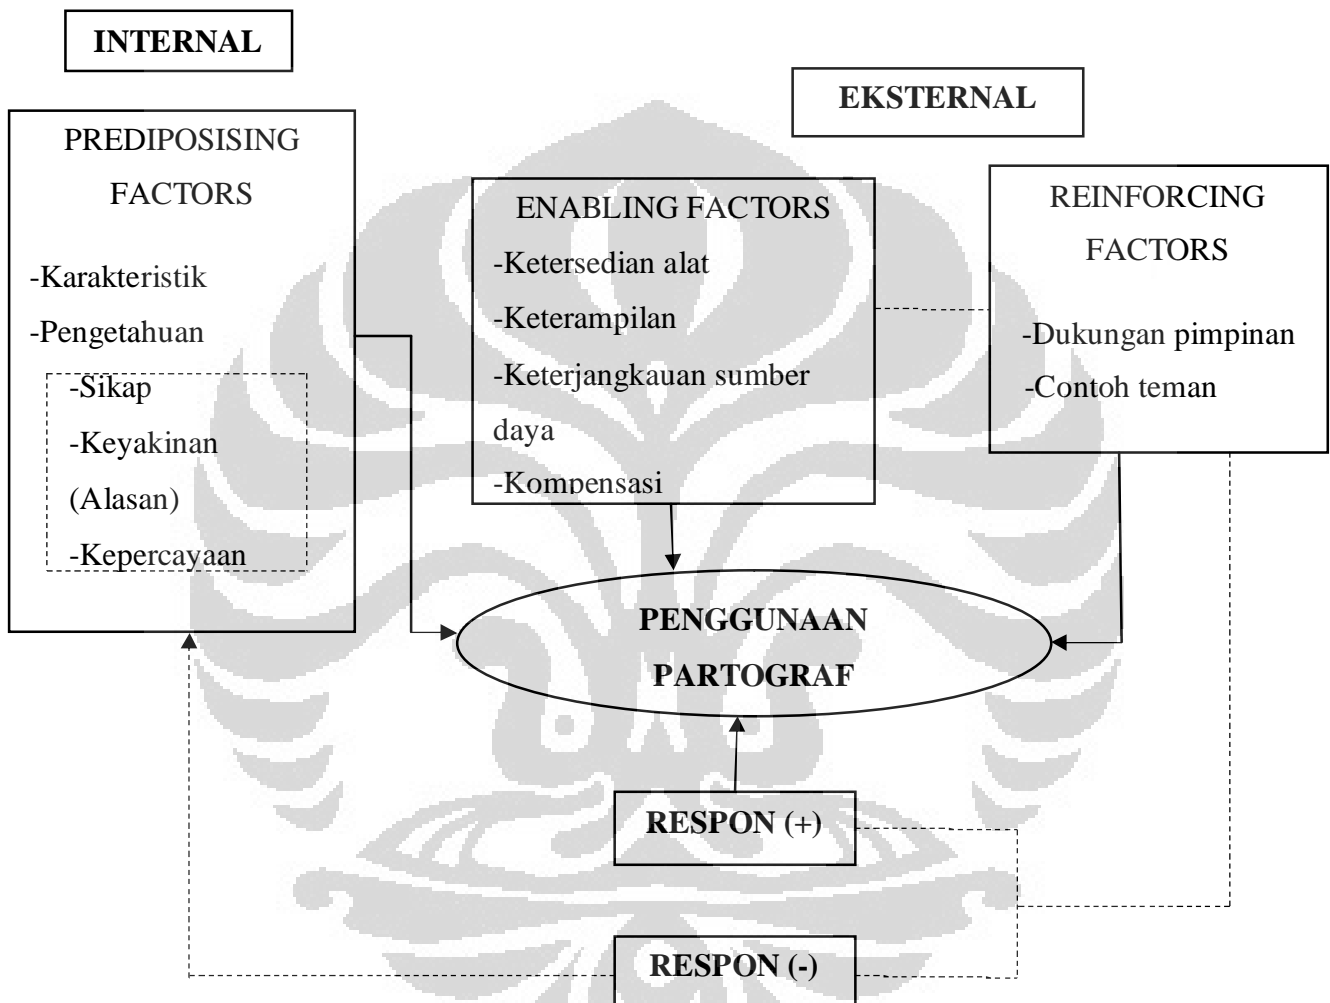 INTERNAL
EKSTERNAL
PREDIPOSISING
FACTORS
-Karakteristik
-Pengetahuan
-Sikap
-Keyakinan
(Alasan)
-Kepercayaan
ENABLING FACTORS
-Ketersedian alat
-Keterampilan
-Keterjangkauan sumber
daya
-Kompensasi
REINFORCING
FACTORS
-Dukungan pimpinan
-Contoh teman
PENGGUNAAN
PARTOGRAF
RESPON (+)
RESPON (-)